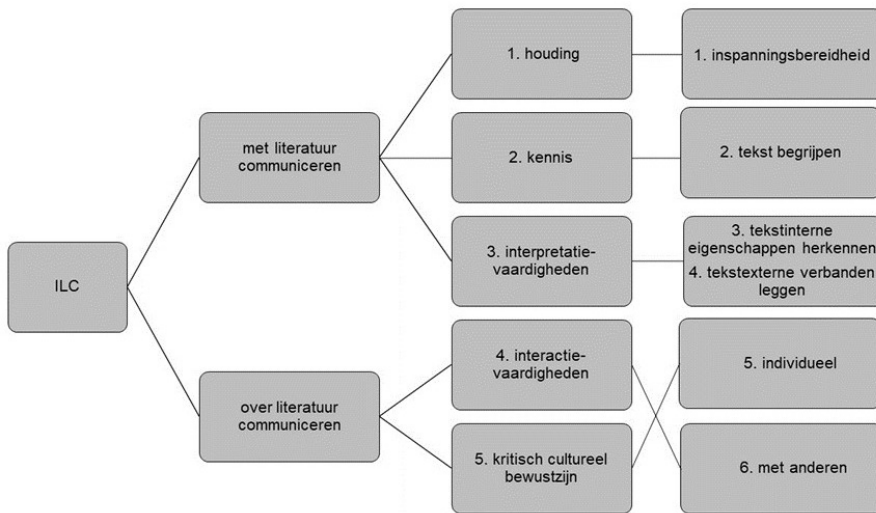 1. houding
1. inspanningsbereidheid
met literatuur
communiceren
2. kennis
2. tekst begrijpen
ILC
3. interpretatie-
vaardigheden
3. tekstinterne
eigenschappen herkennen
4. tekstexterne verbanden
leggen
4. interactie-
vaardigheden
5. individueel
over literatuur
communiceren
5. kritisch cultureel
bewustzijn
6. met anderen